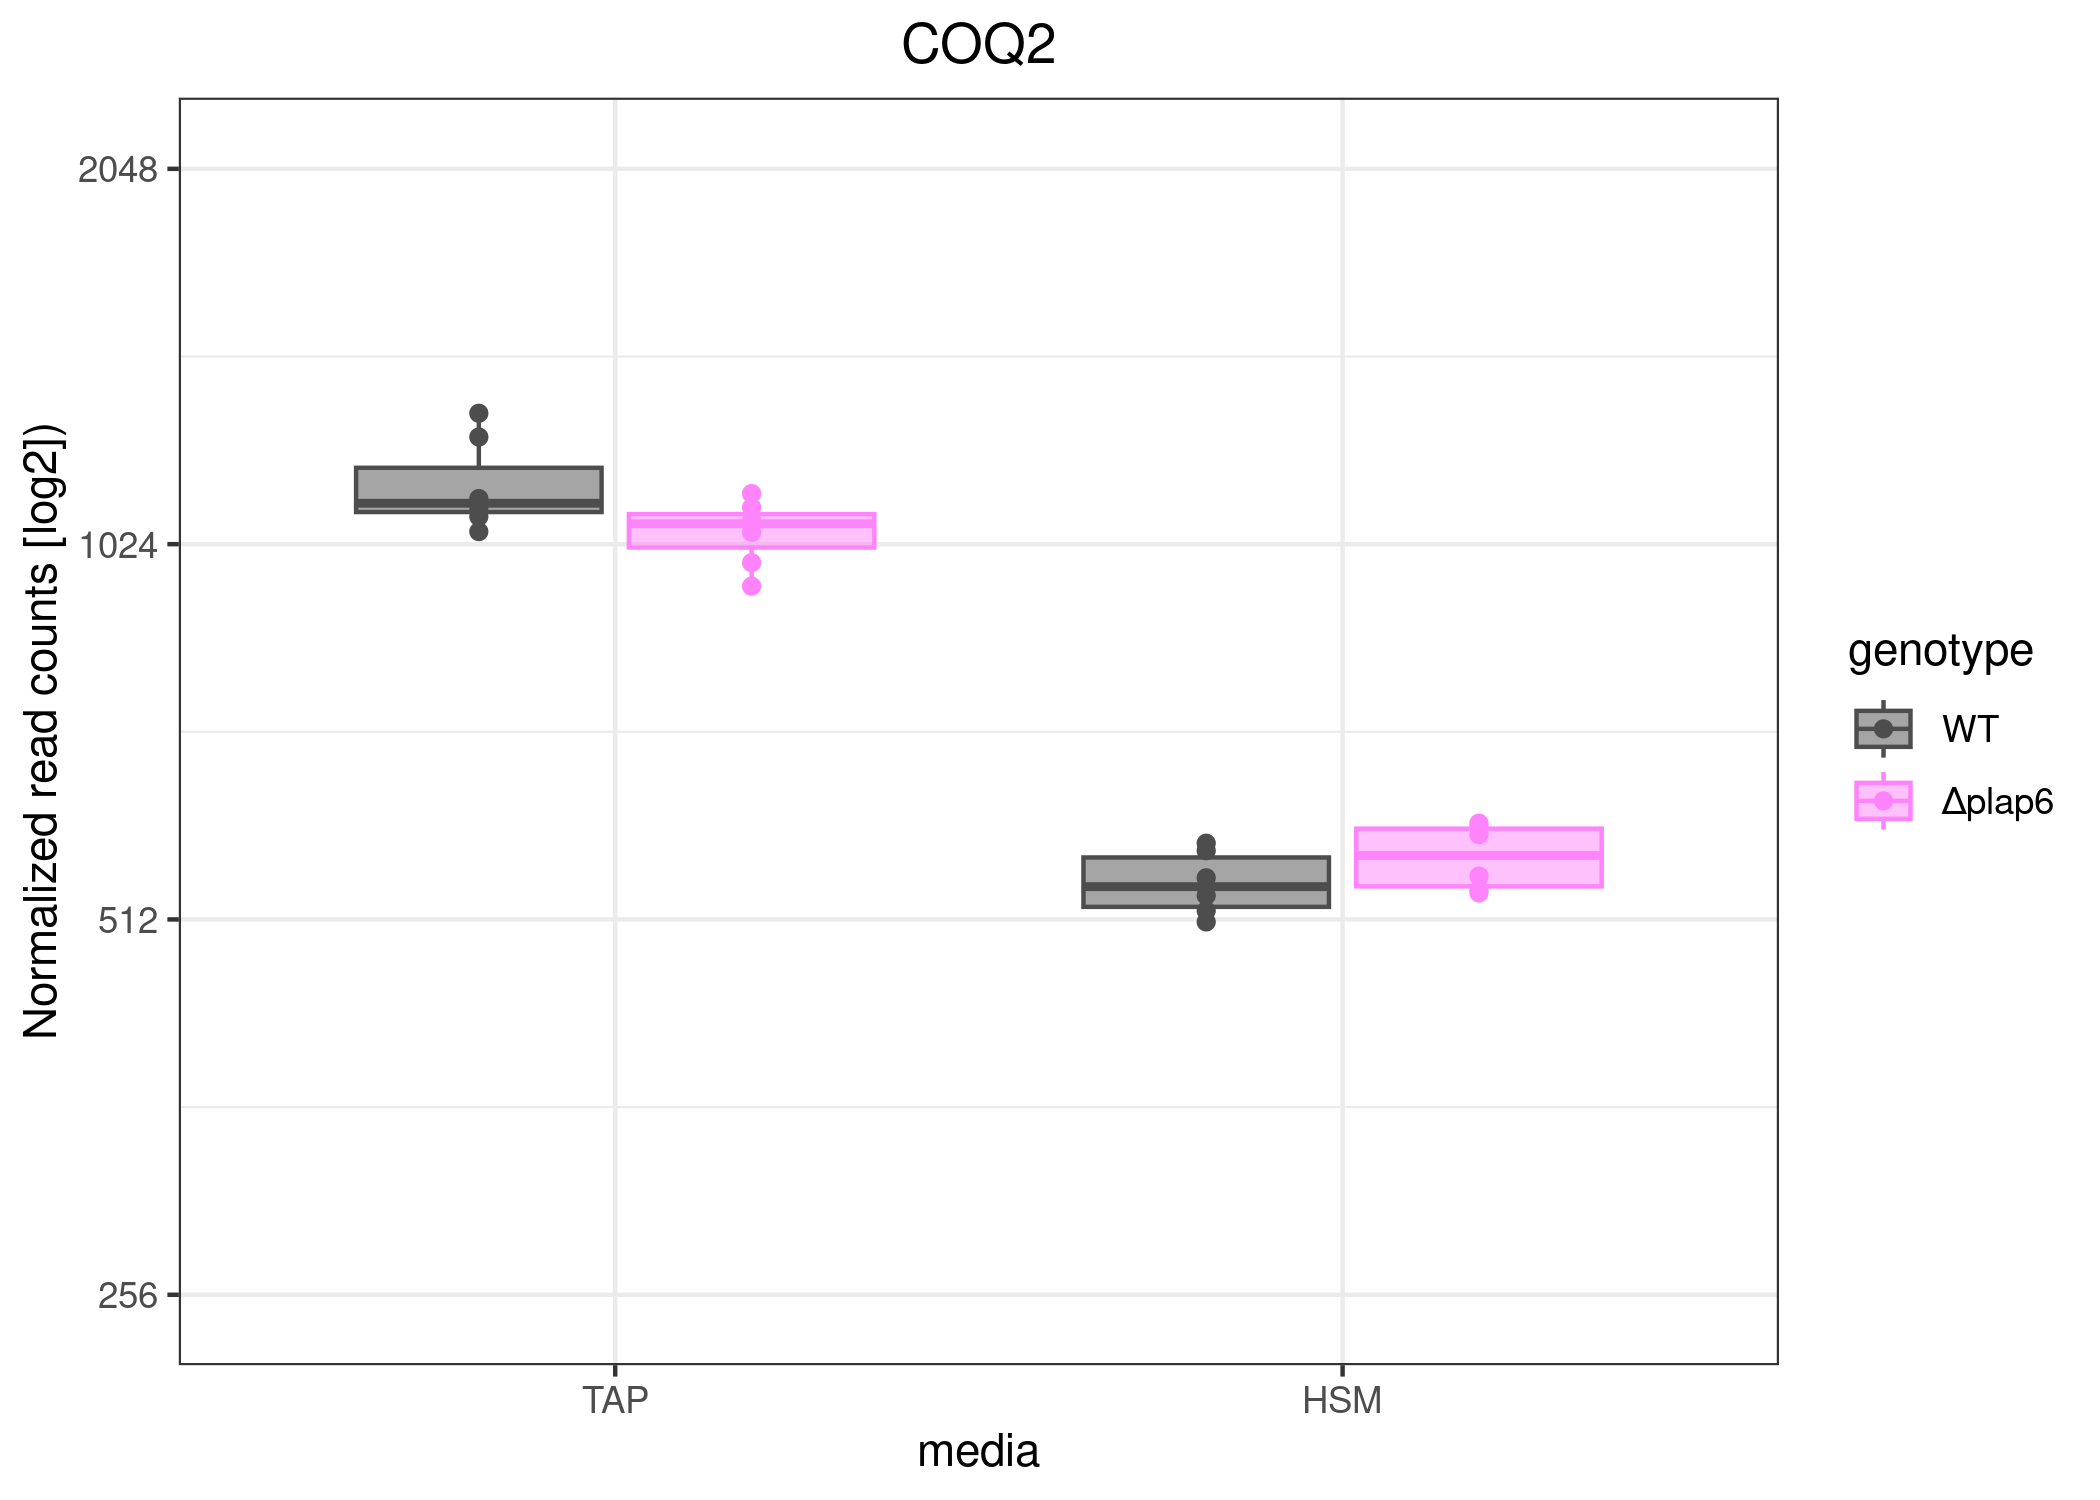 COQ2
Normalized read counts [log2])
2048
1024
512
256
TAP
HSM
media
genotype
WT
Δplap6